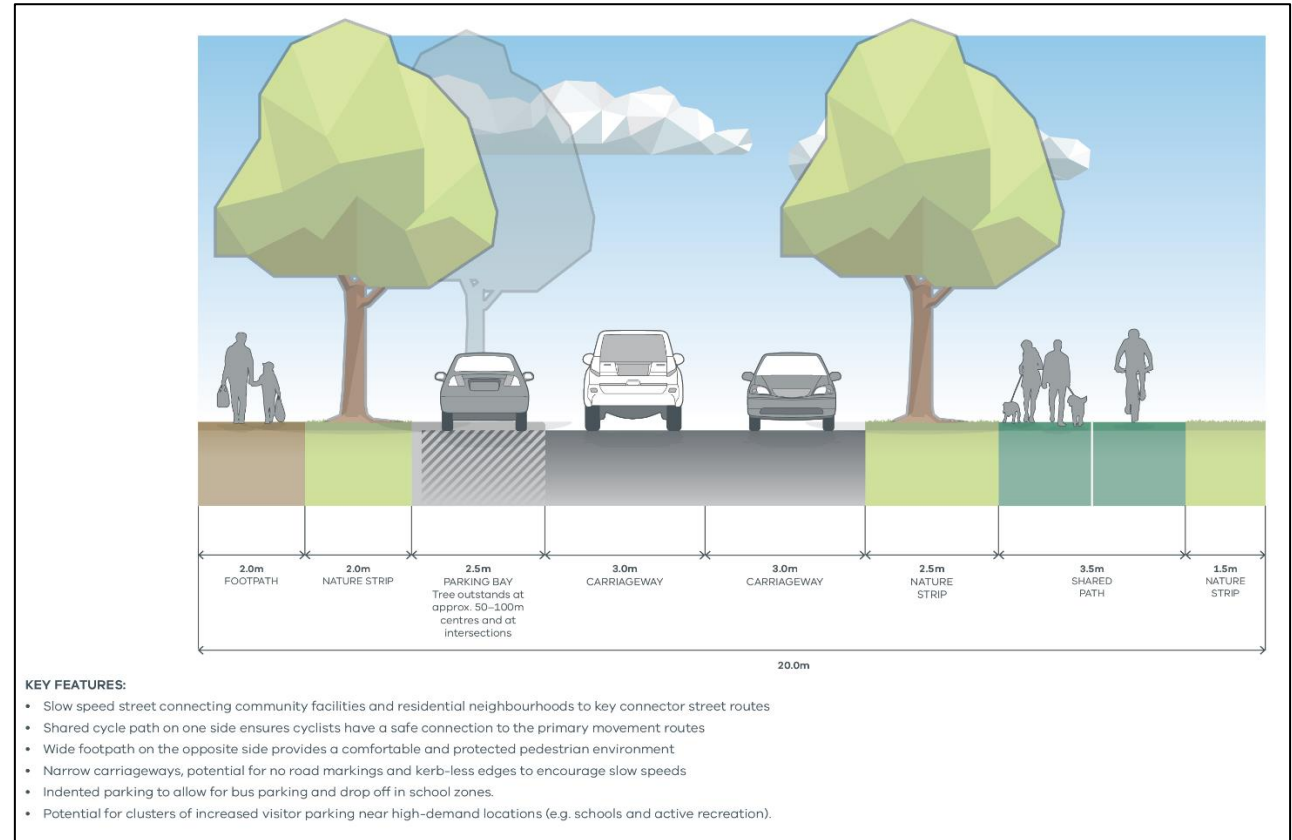 2.0m
FOOTPATH
2.0m
NATURE STRIP
2.5m
PARKING BAY
Tree outstands at
approx. 50–100m
centres and at
intersections
3.0m
CARRIAGEWAY
3.0m
CARRIAGEWAY
2.5m
NATURE
STRIP
3.5m
SHARED
PATH
1.5m
NATURE
STRIP
20.0m
KEY FEATURES:
• Slow speed street connecting community facilities and residential neighbourhoods to key connector street routes
• Shared cycle path on one side ensures cyclists have a safe connection to the primary movement routes
• Wide footpath on the opposite side provides a comfortable and protected pedestrian environment
• Narrow carriageways, potential for no road markings and kerb-less edges to encourage slow speeds
• Indented parking to allow for bus parking and drop off in school zones.
• Potential for clusters of increased visitor parking near high-demand locations (e.g. schools and active recreation).